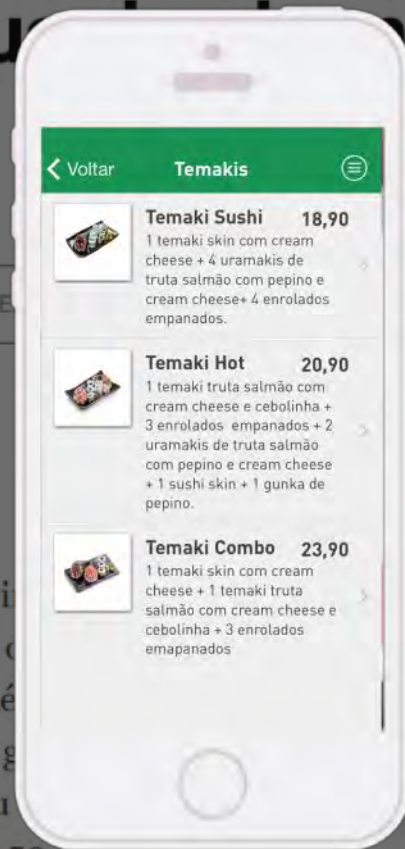 Voltar
Temakis
Temaki Sushi 18,90
1 temaki skin com cream
cheese + 4 uramakis de
truta salmão com pepino e
cream cheese+ 4 enrolados
empanados.
Temaki Hot 20,90
1 temaki truta salmão com
cream cheese e cebolinha +
3 enrolados empanados + 2
uramakis de truta salmão
com pepino e cream cheese
+ 1 sushi skin + 1 gunka de
pepino.
Temaki Combo 23,90
1 temaki skin com cream
cheese + 1 temaki truta
salmão com cream cheese e
cebolinha + 3 enrolados
emapanados